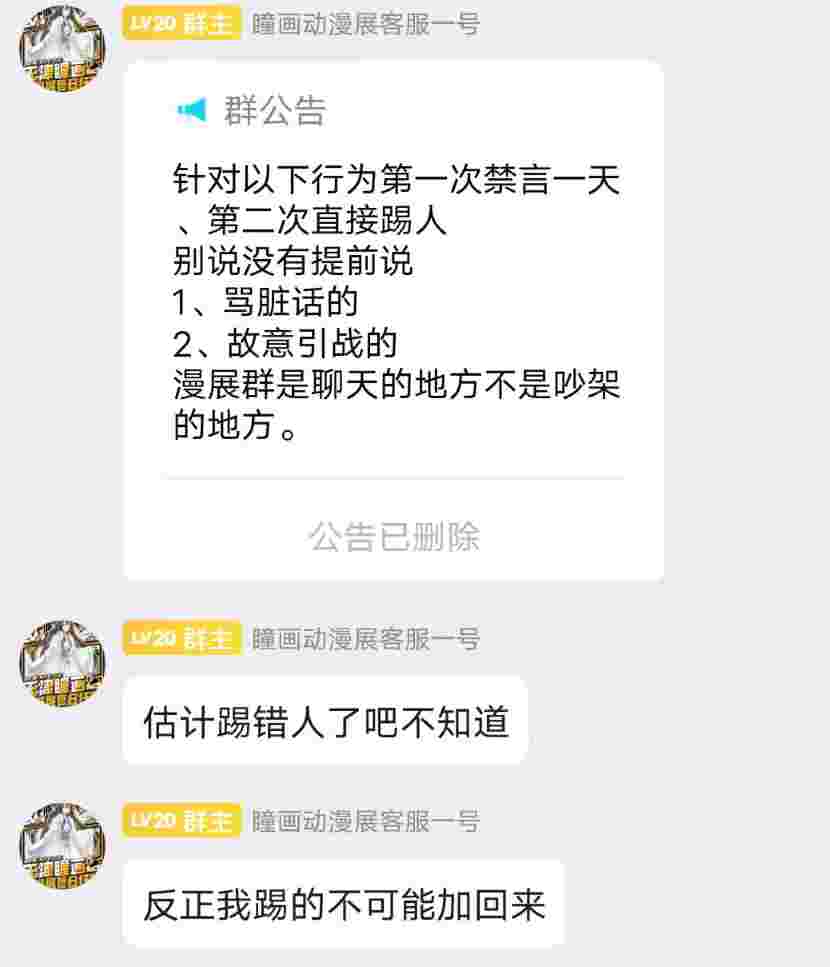 LV20 群主 瞳画动漫展客服一号
群公告
针对以下行为第一次禁言一天
、第二次直接踢人
别说没有提前说
1、骂脏话的
2、故意引战的
漫展群是聊天的地方不是吵架
的地方。
公告已删除
LV20 群主 瞳画动漫展客服一号
估计踢错人了吧不知道
LV20 群主 瞳画动漫展客服一号
反正我踢的不可能加回来